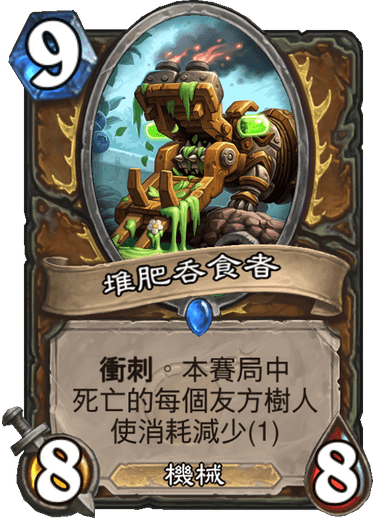 9
堆肥吞食者
衝刺。本賽局中
死亡的每個友方樹人
使消耗減少(1)
8
機械
8